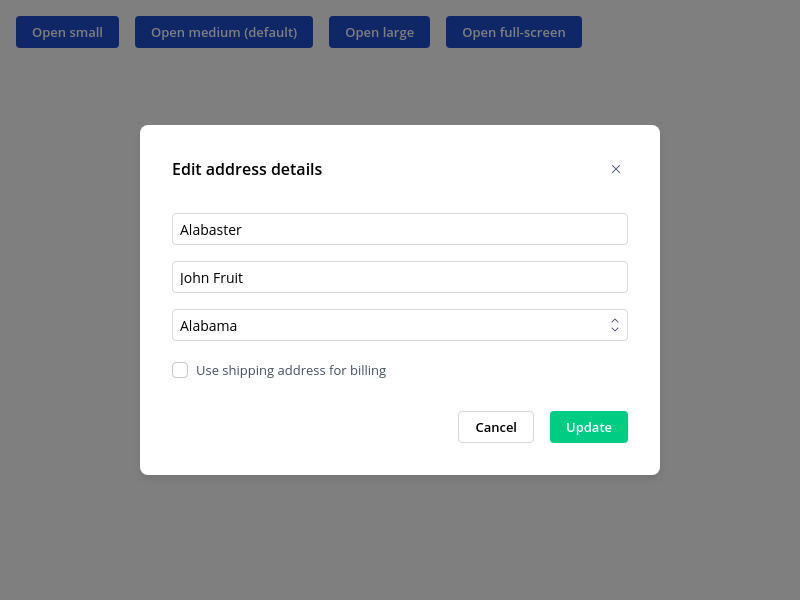 Open small Open medium (default) Open large Open full-screen
Edit address details
Alabaster
John Fruit
Alabama
Use shipping address for billing
Cancel Update